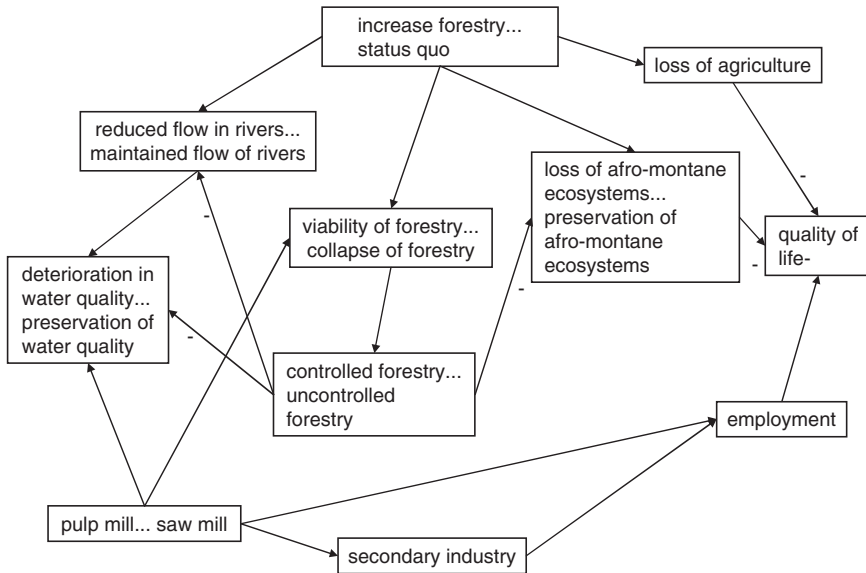 increase forestry...
status quo
loss of agriculture
reduced flow in rivers...
maintained flow of rivers
loss of afro-montane
ecosystems...
preservation of
afro-montane
ecosystems
-
-
viability of forestry...
collapse of forestry
quality of
life-
-
deterioration in
water quality...
preservation of
water quality
-
-
controlled forestry...
uncontrolled
forestry
employment
pulp mill... saw mill
secondary industry